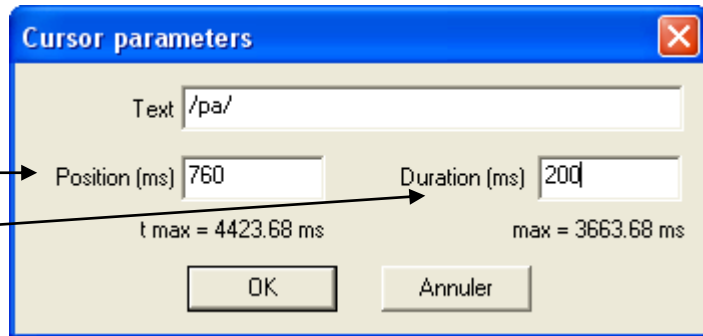 Cursor parameters
Text /pa/
Position (ms) 760 Duration (ms) 200
t max = 4423.68 ms max = 3663.68 ms
OK Annuler